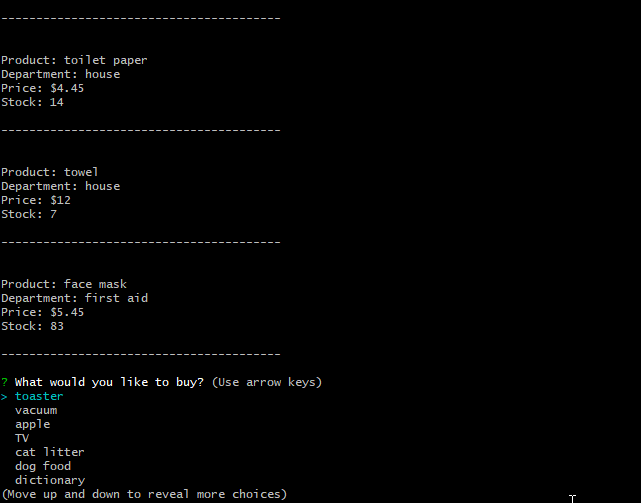 ----------------------------------------
Product: toilet paper
Department: house
Price: $4.45
Stock: 14
----------------------------------------
Product: towel
Department: house
Price: $12
Stock: 7
----------------------------------------
Product: face mask
Department: first aid
Price: $5.45
Stock: 83
----------------------------------------
? What would you like to buy? (Use arrow keys)
> toaster
vacuum
apple
TV
cat litter
dog food
dictionary
(Move up and down to reveal more choices)